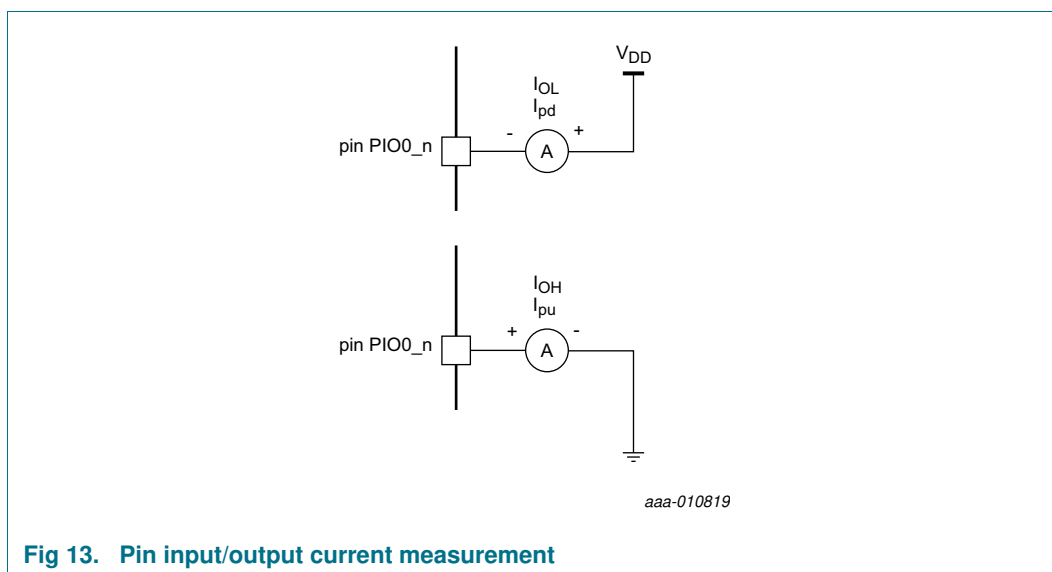 V_DD
I_OL
I_pd
- +
pin PIO0_n A
I_OH
I_pu
+ -
pin PIO0_n A
aaa-010819
Fig 13. Pin input/output current measurement